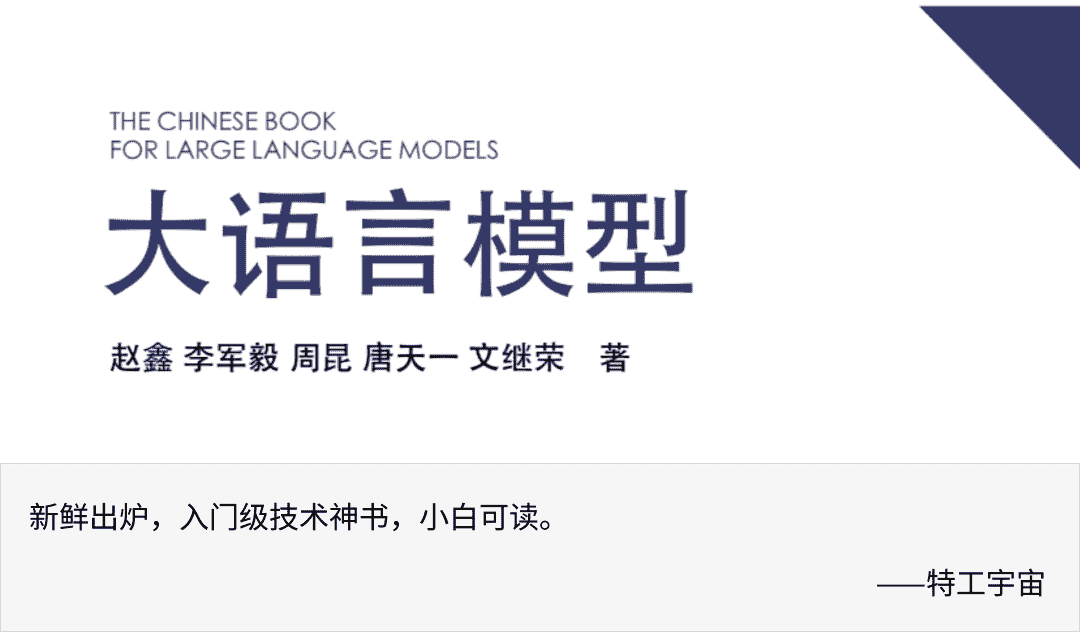 THE CHINESE BOOK
FOR LARGE LANGUAGE MODELS
大语言模型
赵鑫 李军毅 周昆 唐天一 文继荣 著
新鲜出炉，入门级技术神书，小白可读。
——特工宇宙